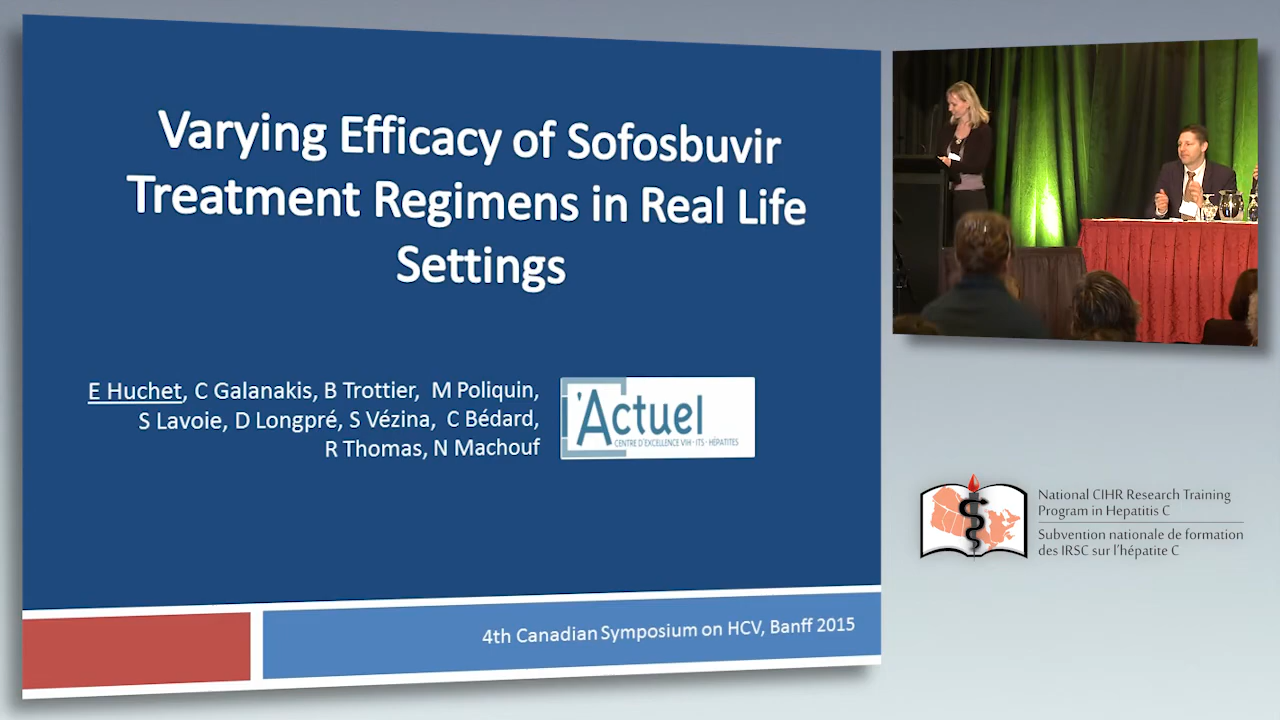 Varying Efficacy of Sofosbuvir
Treatment Regimens in Real Life
Settings
E Huchet, C Galanakis, B Trottier, M Poliquin,
S Lavoie, D Longpré, S Vézina, C Bédard,
R Thomas, N Machouf
l'Actuel
CENTRE D'EXCELLENCE VIH - ITS - HÉPATITES
4th Canadian Symposium on HCV, Banff 2015
National CIHR Research Training
Program in Hepatitis C
Subvention nationale de formation
des IRSC sur l'hépatite C